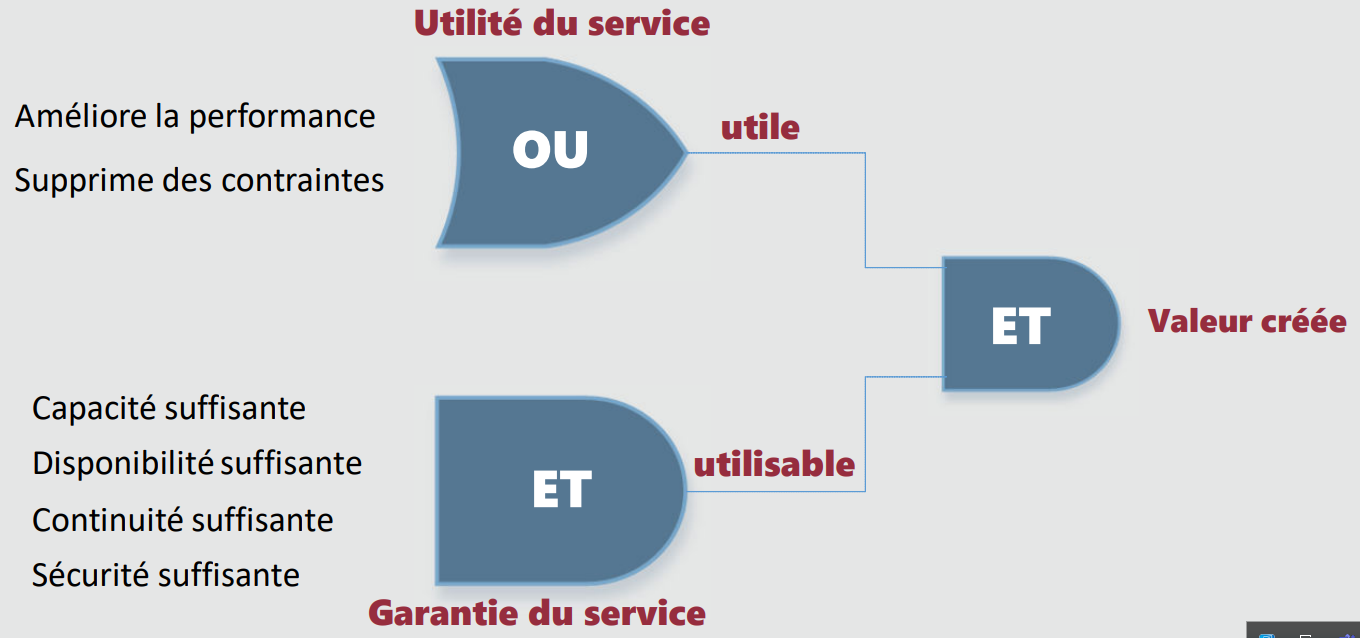 Utilité du service
Améliore la performance
Supprime des contraintes
OU
utile
ET
Valeur créée
Capacité suffisante
Disponibilité suffisante
Continuité suffisante
Sécurité suffisante
ET
utilisable
Garantie du service